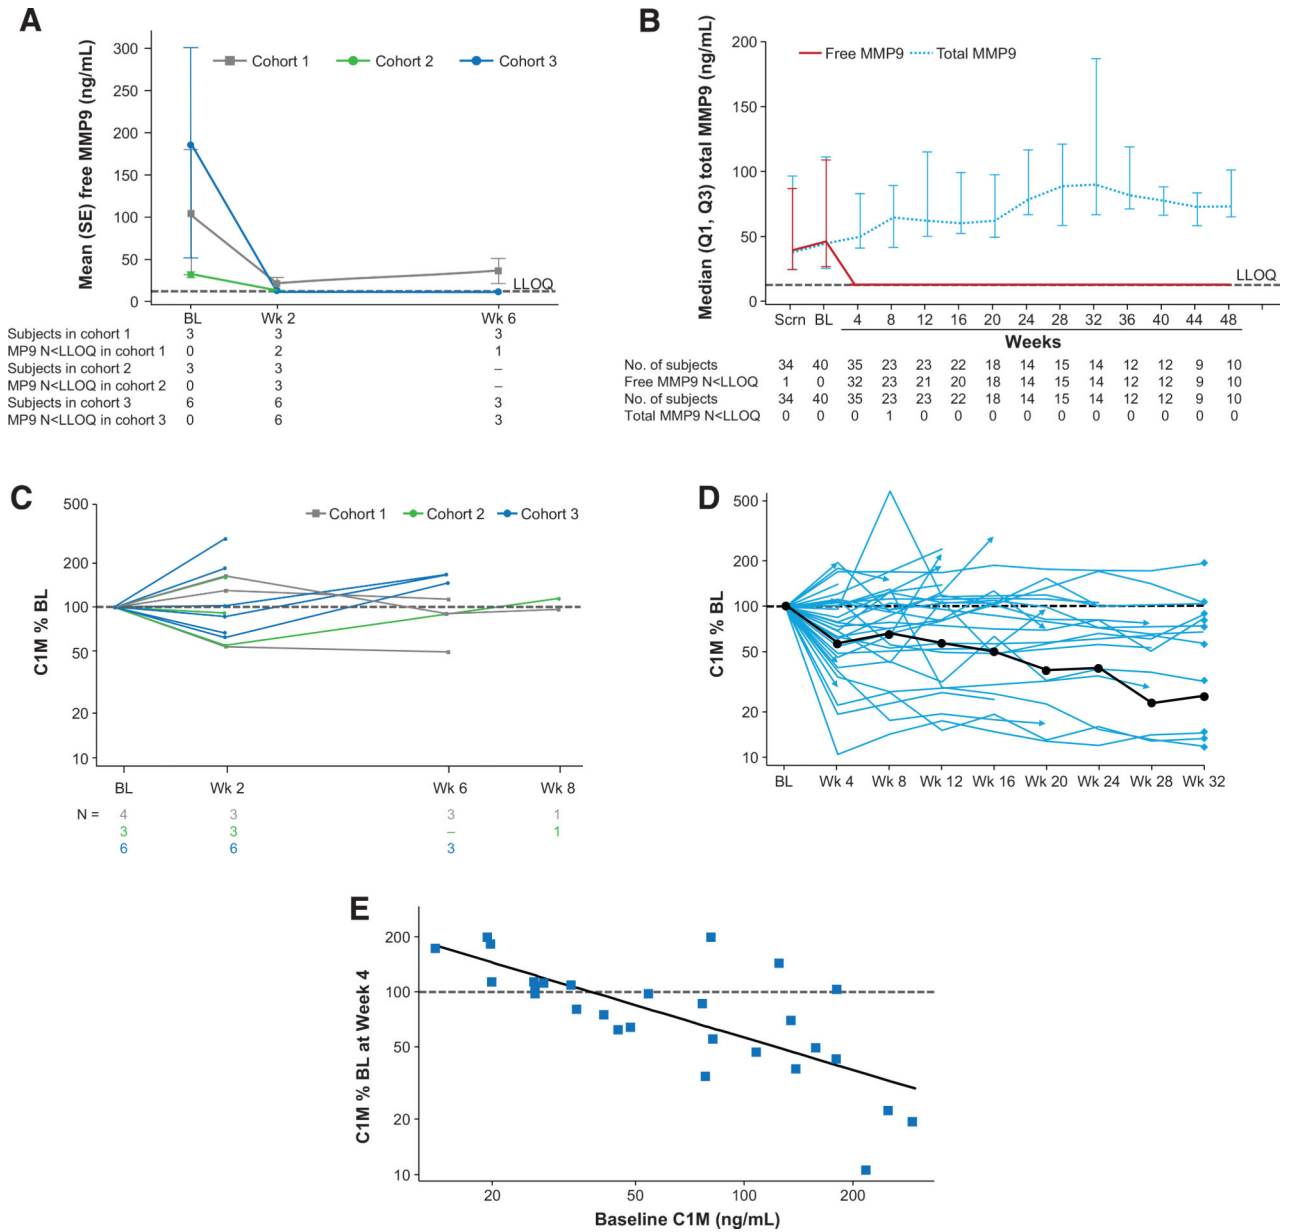 A
Mean (SE) free MMP9 (ng/mL)
300
250
200
150
100
50
0
Cohort 1
Cohort 2
Cohort 3
LLOQ
BL Wk 2 Wk 6
Subjects in cohort 1 3 3 3
MP9 N<LLOQ in cohort 1 0 2 1
Subjects in cohort 2 3 3 –
MP9 N<LLOQ in cohort 2 0 3 –
Subjects in cohort 3 6 6 3
MP9 N<LLOQ in cohort 3 0 6 3
B
Median (Q1, Q3) total MMP9 (ng/mL)
200
150
100
50
0
Free MMP9
Total MMP9
LLOQ
Scrn BL 4 8 12 16 20 24 28 32 36 40 44 48
Weeks
No. of subjects 34 40 35 23 23 22 18 14 15 14 12 12 9 10
Free MMP9 N<LLOQ 1 0 32 23 21 20 18 14 15 14 12 12 9 10
No. of subjects 34 40 35 23 23 22 18 14 15 14 12 12 9 10
Total MMP9 N<LLOQ 0 0 0 1 0 0 0 0 0 0 0 0 0 0
C
C1M % BL
500
200
100
50
20
10
Cohort 1
Cohort 2
Cohort 3
BL Wk 2 Wk 6 Wk 8
N = 4 3 3 1
3 3 – 1
6 6 3
D
C1M % BL
500
200
100
50
20
10
BL Wk 4 Wk 8 Wk 12 Wk 16 Wk 20 Wk 24 Wk 28 Wk 32
E
C1M % BL at Week 4
200
100
50
20
10
20 50 100 200
Baseline C1M (ng/mL)